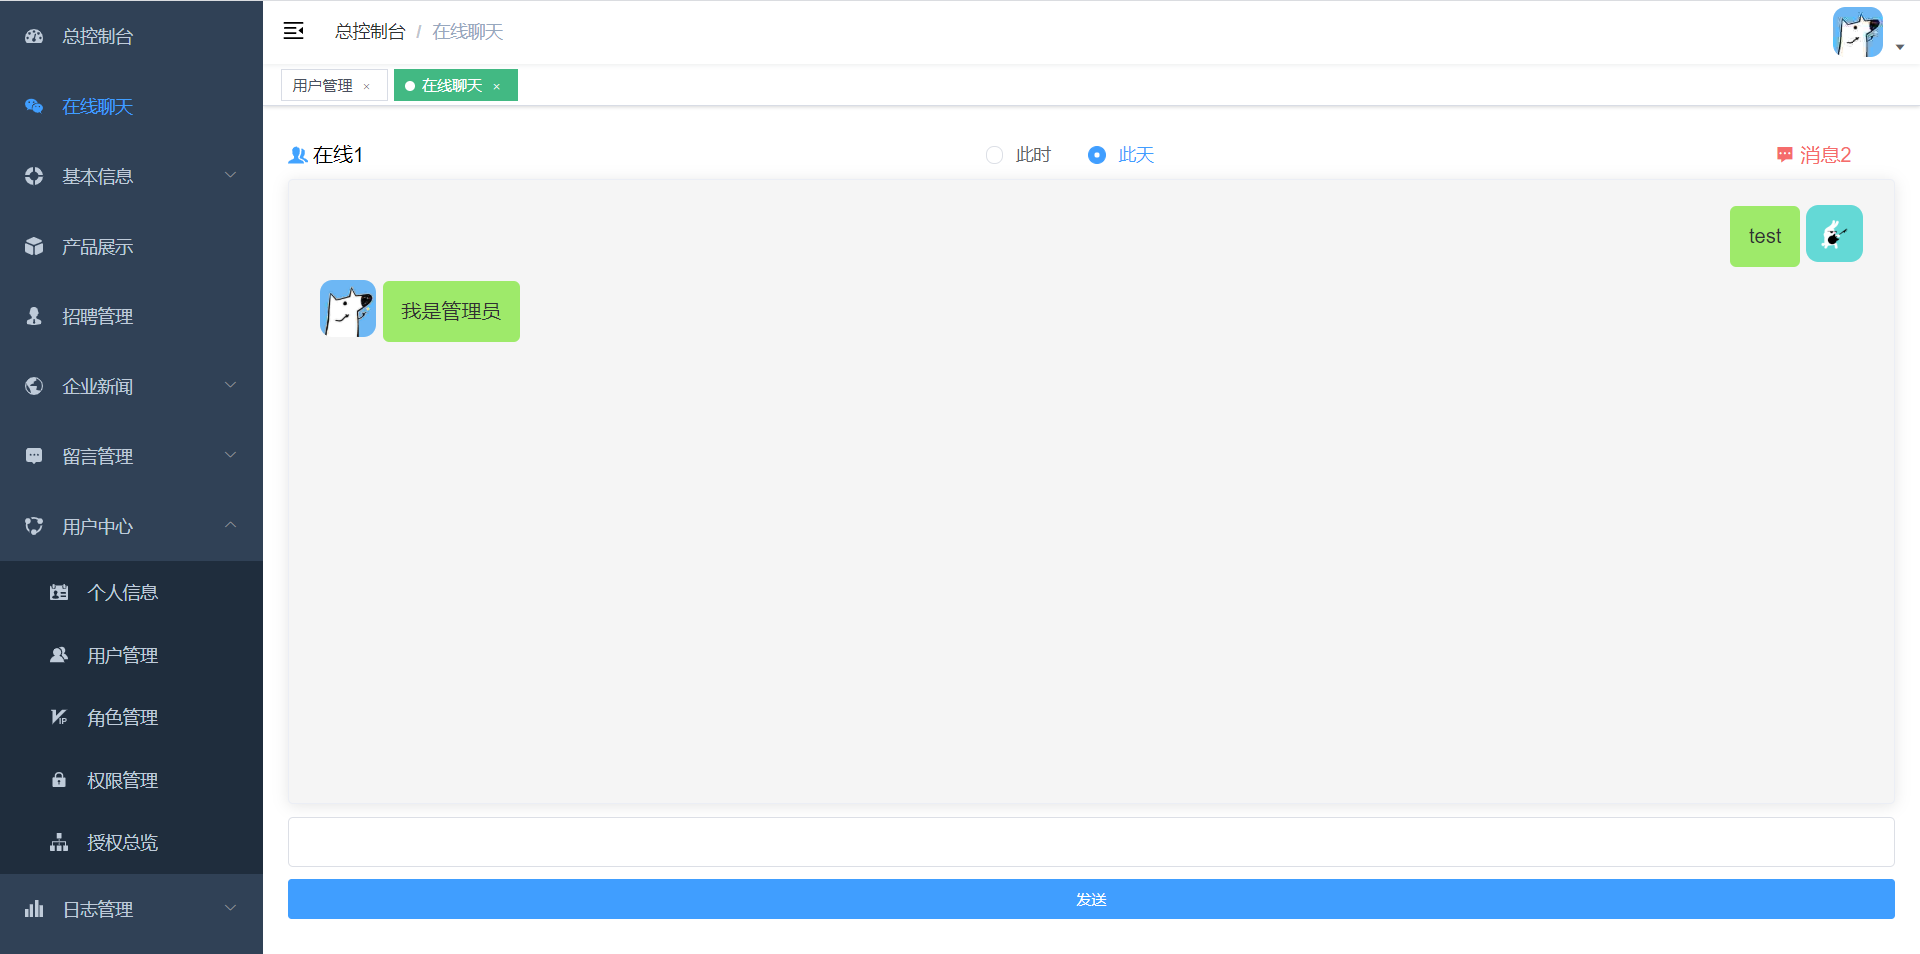 总控制台
在线聊天
基本信息
产品展示
招聘管理
企业新闻
留言管理
用户中心
个人信息
用户管理
角色管理
权限管理
授权总览
日志管理
总控制台 / 在线聊天
用户管理 ×
在线聊天 ×
在线1
此时
此天
消息2
test
我是管理员
发送